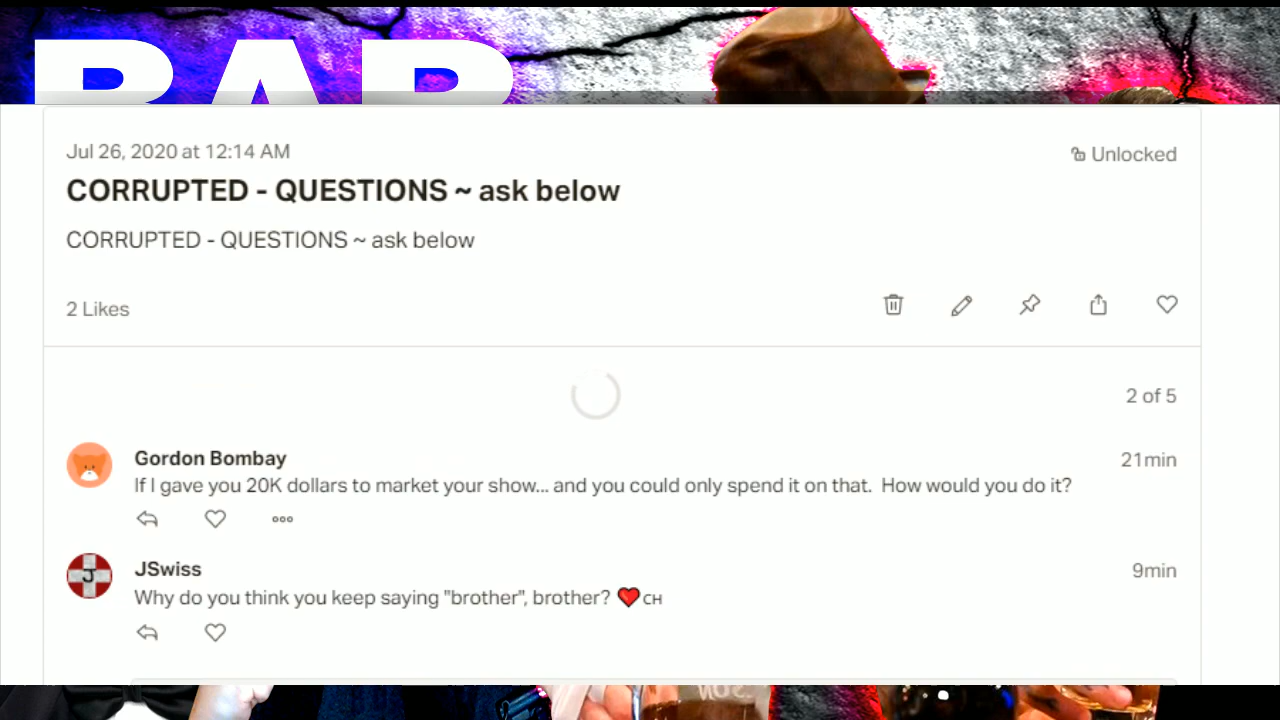 BAR
Jul 26, 2020 at 12:14 AM
Unlocked
CORRUPTED - QUESTIONS ~ ask below
CORRUPTED - QUESTIONS ~ ask below
2 Likes
2 of 5
Gordon Bombay
21min
If I gave you 20K dollars to market your show... and you could only spend it on that. How would you do it?
J
JSwiss
9min
Why do you think you keep saying "brother", brother? ❤️CH